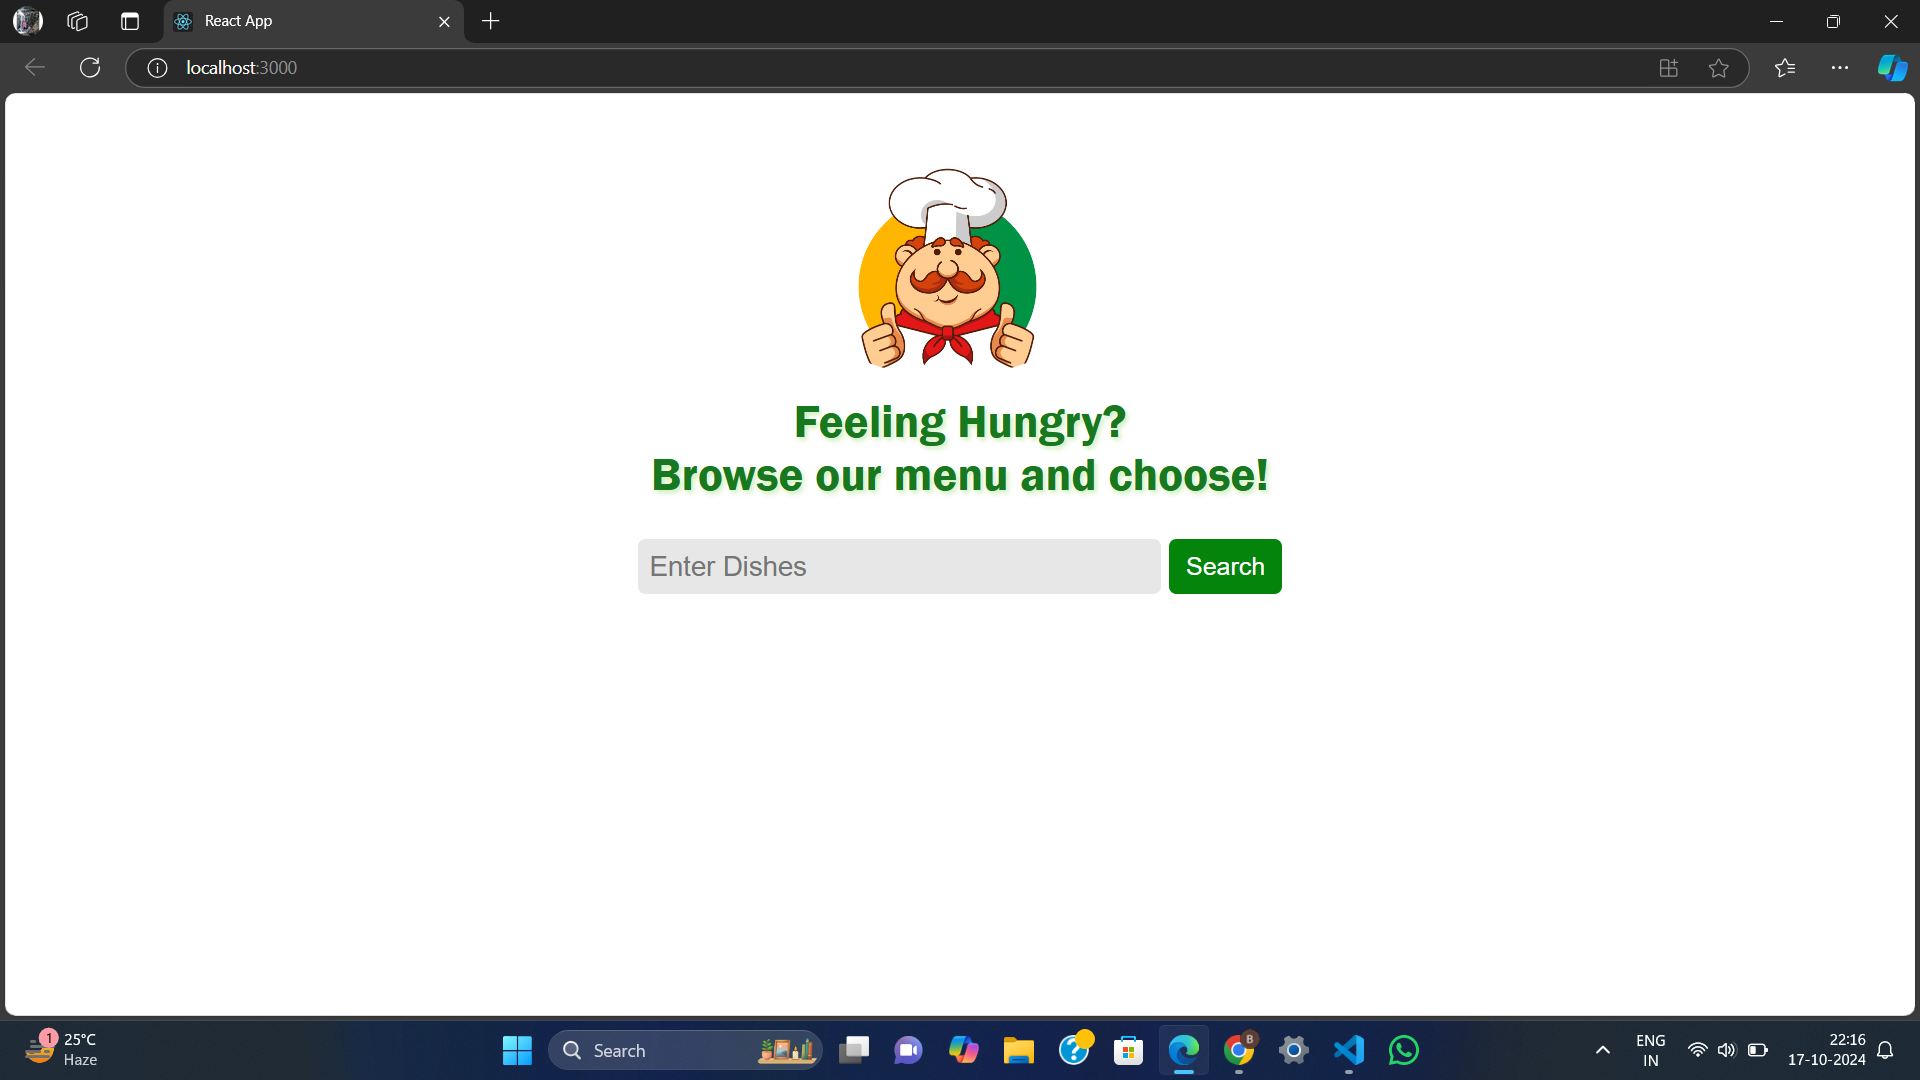 React App
localhost:3000
Feeling Hungry?
Browse our menu and choose!
Enter Dishes
Search
1
25°C
Haze
Search
B
ENG
IN
22:16
17-10-2024